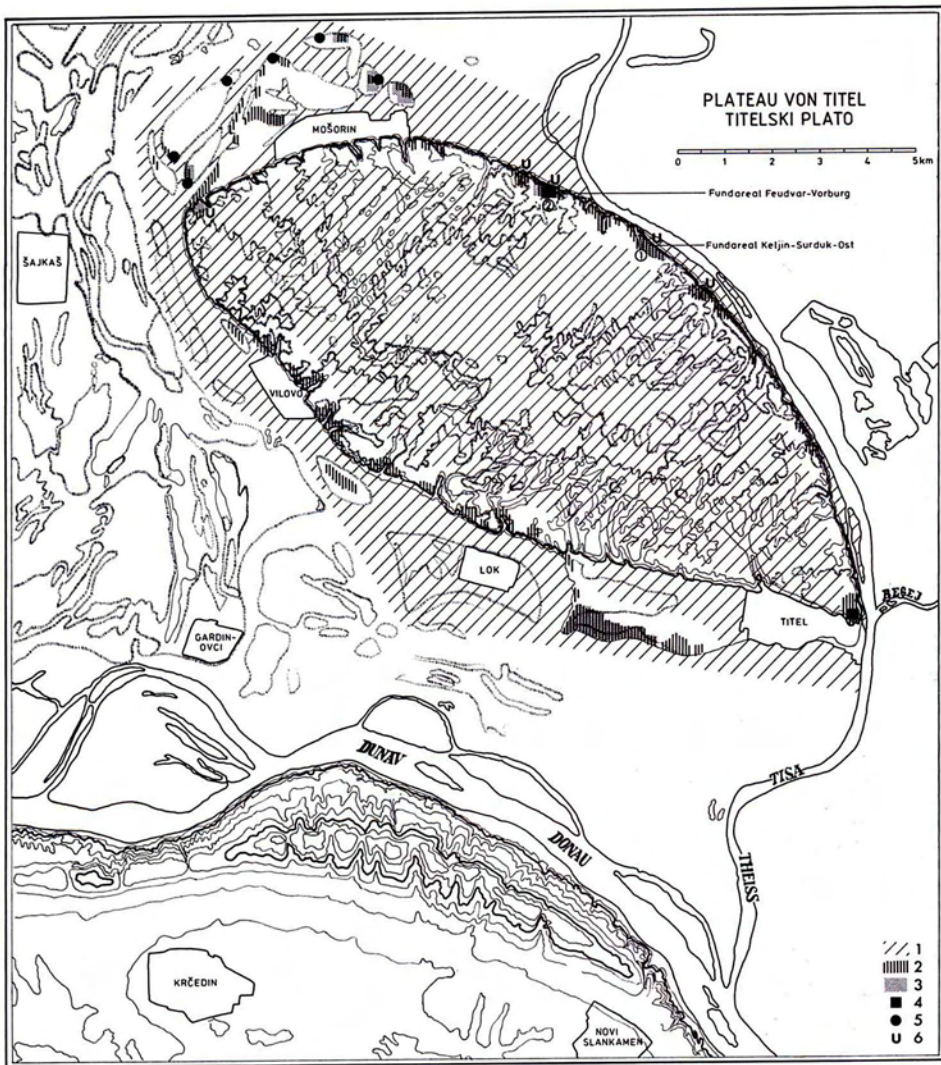 PLATEAU VON TITEL
TITELSKI PLATO
0 1 2 3 4 5km
MOŠORIN
U
U
Fundareal Feudvar-Vorburg
2
U
U
Fundareal Keljin-Surduk-Ost
1
U
ŠAJKAŠ
VILOVO
LOK
BEGEJ
TITEL
GARDIN-
OVCI
DUNAV
TISA
DONAU
THEISS
KRČEDIN
NOVI
SLANKAMEN
1
2
3
4
5
U 6